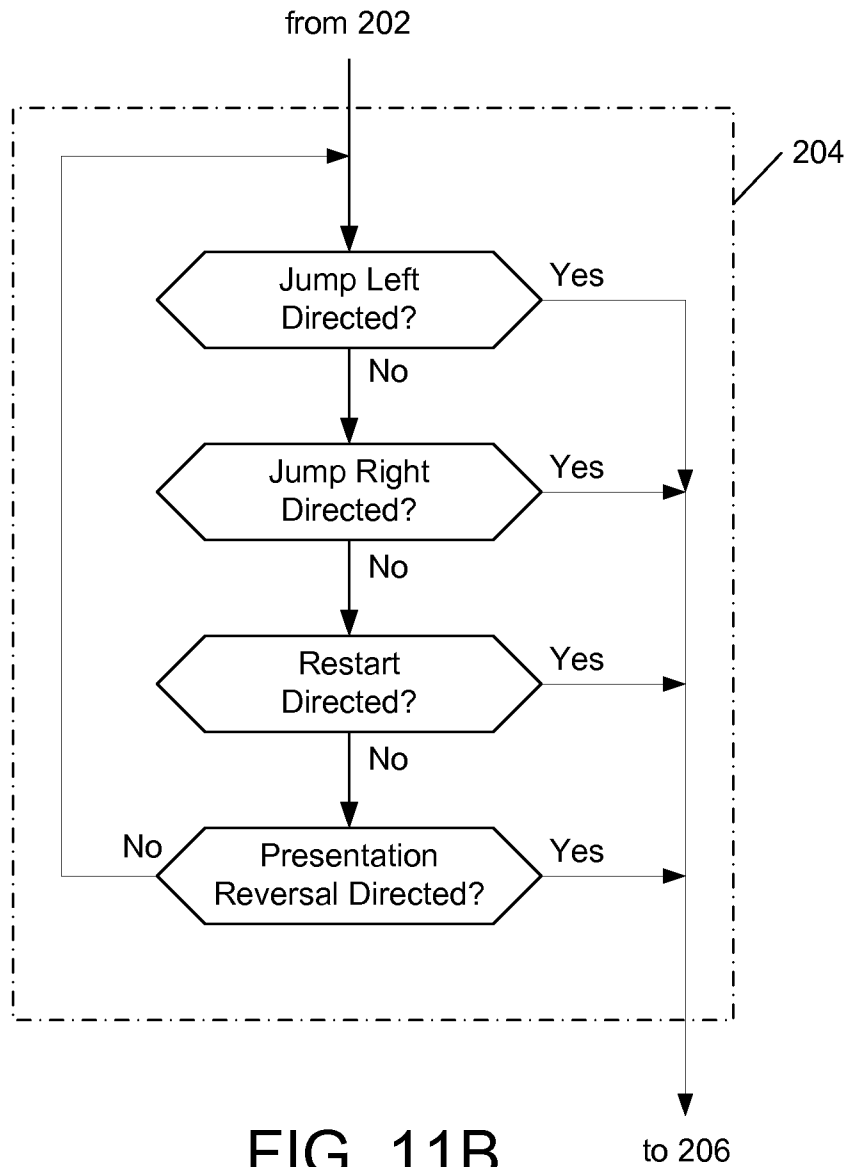 from 202
204
Jump Left
Directed?
Yes
No
Jump Right
Directed?
Yes
No
Restart
Directed?
Yes
No
Presentation
Reversal Directed?
No
Yes
FIG. 11B
to 206